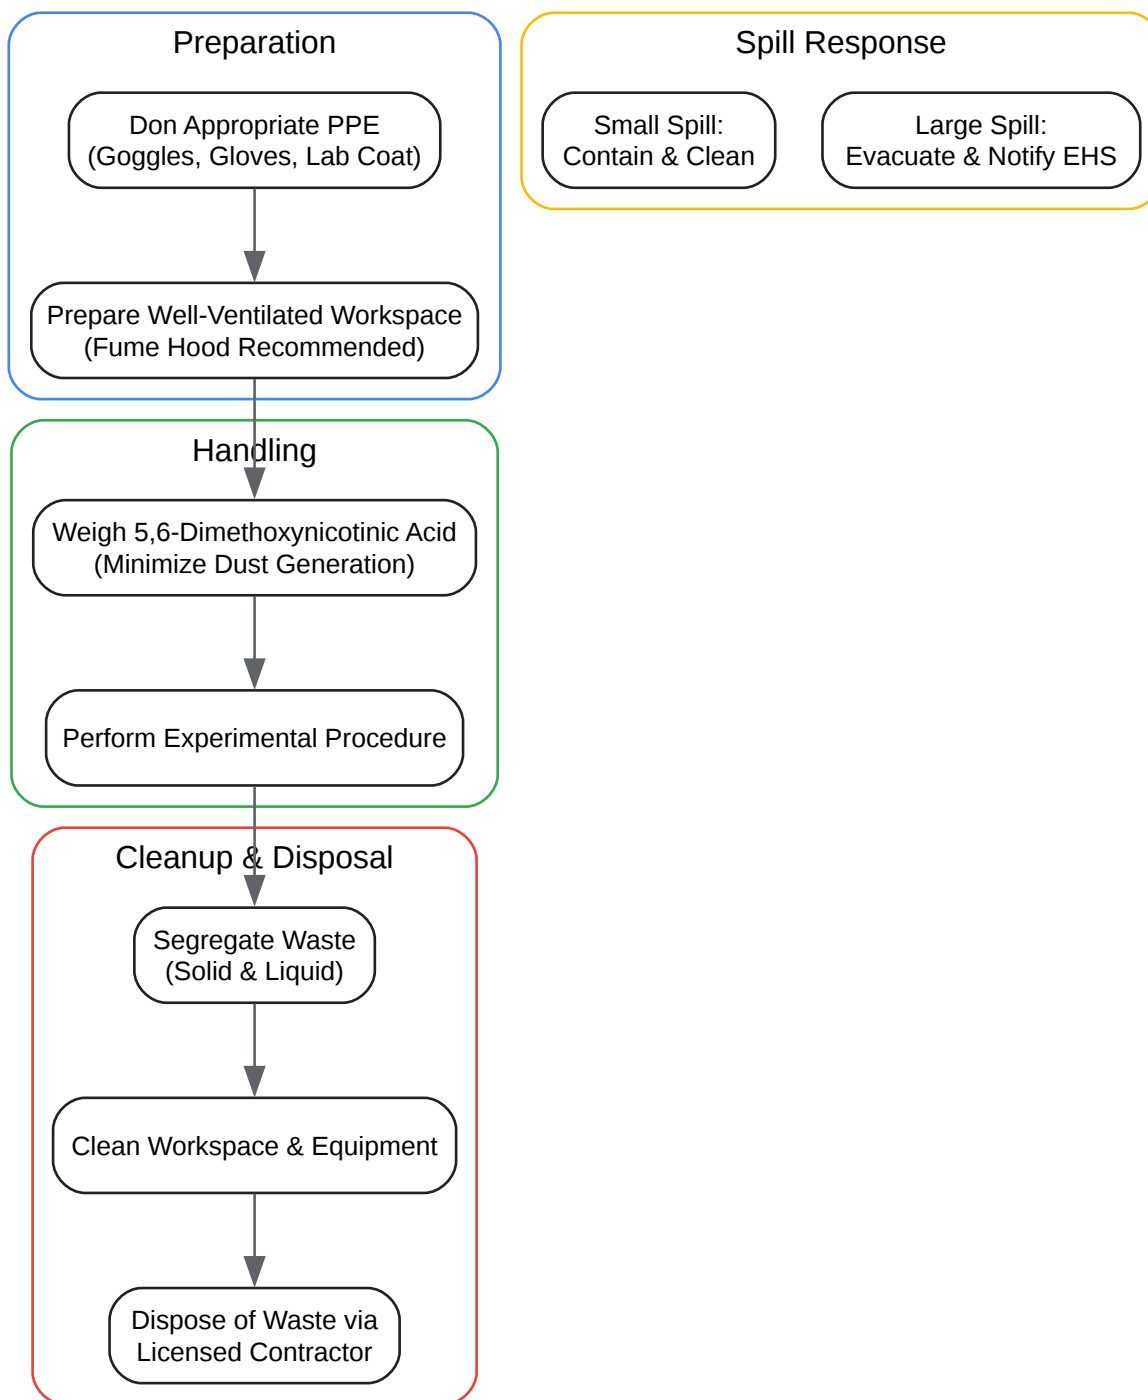 Preparation
Don Appropriate PPE
(Goggles, Gloves, Lab Coat)
Prepare Well-Ventilated Workspace
(Fume Hood Recommended)
Handling
Weigh 5,6-Dimethoxynicotinic Acid
(Minimize Dust Generation)
Perform Experimental Procedure
Cleanup & Disposal
Segregate Waste
(Solid & Liquid)
Clean Workspace & Equipment
Dispose of Waste via
Licensed Contractor
Spill Response
Small Spill:
Contain & Clean
Large Spill:
Evacuate & Notify EHS